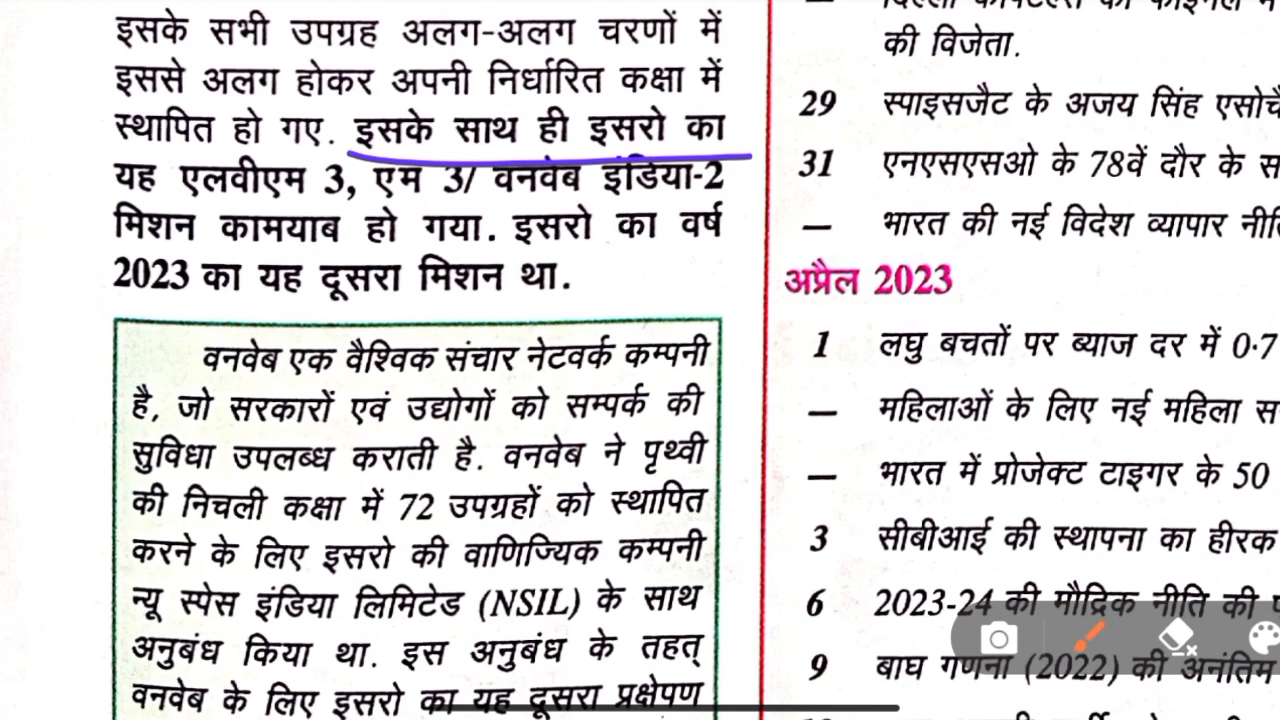 इसके सभी उपग्रह अलग-अलग चरणों में
इससे अलग होकर अपनी निर्धारित कक्षा में
स्थापित हो गए. इसके साथ ही इसरो का
यह एलवीएम 3, एम 3/ वनवेब इंडिया-2
मिशन कामयाब हो गया. इसरो का वर्ष
2023 का यह दूसरा मिशन था.
वनवेब एक वैश्विक संचार नेटवर्क कम्पनी
है, जो सरकारों एवं उद्योगों को सम्पर्क की
सुविधा उपलब्ध कराती है. वनवेब ने पृथ्वी
की निचली कक्षा में 72 उपग्रहों को स्थापित
करने के लिए इसरो की वाणिज्यिक कम्पनी
न्यू स्पेस इंडिया लिमिटेड (NSIL) के साथ
अनुबंध किया था. इस अनुबंध के तहत्
वनवेब के लिए इसरो का यह दूसरा प्रक्षेपण
की विजेता.
29 स्पाइसजैट के अजय सिंह
31 एनएसएसओ के 78वें दौर के
— भारत की नई विदेश व्यापार
अप्रैल 2023
1 लघु बचतों पर ब्याज दर में 0·7
— महिलाओं के लिए नई महिला
— भारत में प्रोजेक्ट टाइगर के 50
3 सीबीआई की स्थापना का हीरक
6 2023-24 की मौद्रिक नीति की
9 बाघ गणना (2022) की अनंतिम